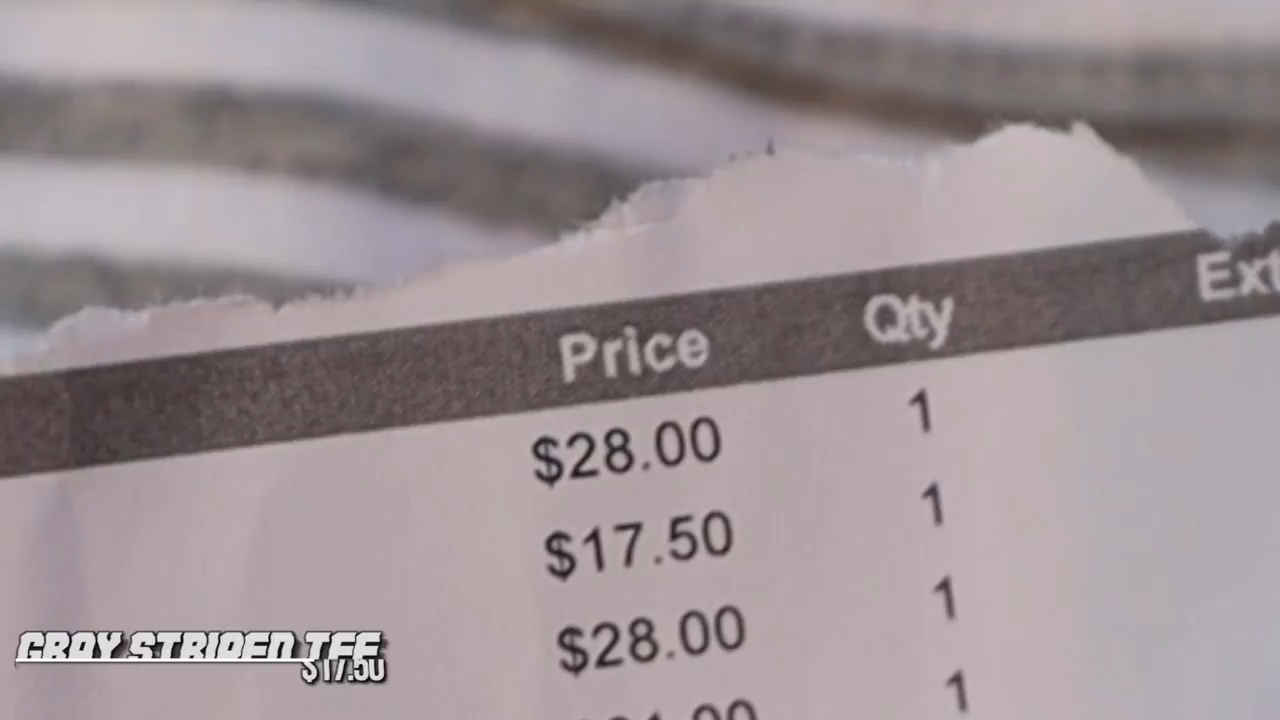 Price Qty Ext
$28.00 1
$17.50 1
$28.00 1
1
GRAY STRIPED TEE
$17.50